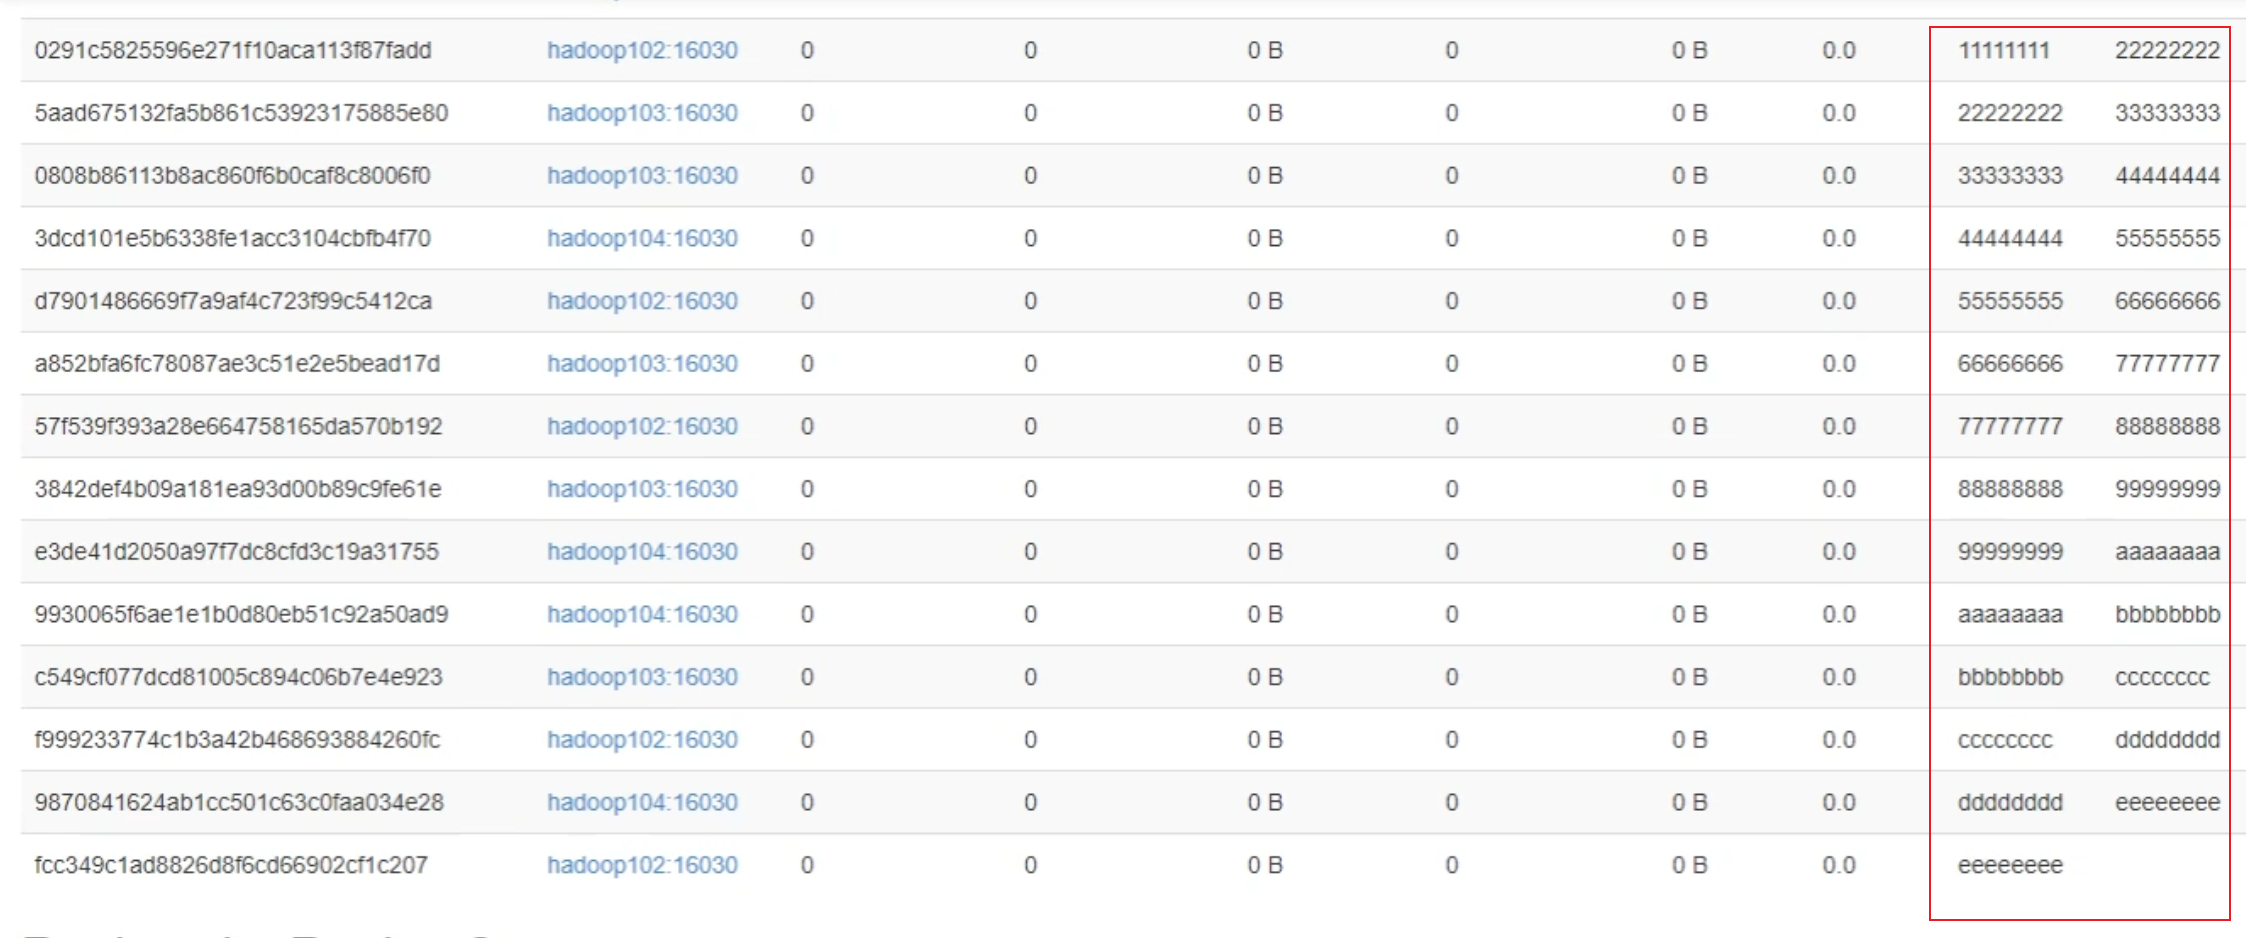 0291c5825596e271f10aca113f87fadd hadoop102:16030 0 0 0 B 0 0 B 0.0 11111111 22222222
5aad675132fa5b861c53923175885e80 hadoop103:16030 0 0 0 B 0 0 B 0.0 22222222 33333333
0808b86113b8ac860f6b0caf8c8006f0 hadoop103:16030 0 0 0 B 0 0 B 0.0 33333333 44444444
3dcd101e5b6338fe1acc3104cbfb4f70 hadoop104:16030 0 0 0 B 0 0 B 0.0 44444444 55555555
d7901486669f7a9af4c723f99c5412ca hadoop102:16030 0 0 0 B 0 0 B 0.0 55555555 66666666
a852bfa6fc78087ae3c51e2e5bead17d hadoop103:16030 0 0 0 B 0 0 B 0.0 66666666 77777777
57f539f393a28e664758165da570b192 hadoop102:16030 0 0 0 B 0 0 B 0.0 77777777 88888888
3842def4b09a181ea93d00b89c9fe61e hadoop103:16030 0 0 0 B 0 0 B 0.0 88888888 99999999
e3de41d2050a97f7dc8cfd3c19a31755 hadoop104:16030 0 0 0 B 0 0 B 0.0 99999999 aaaaaaaa
9930065f6ae1e1b0d80eb51c92a50ad9 hadoop104:16030 0 0 0 B 0 0 B 0.0 aaaaaaaa bbbbbbbb
c549cf077dcd81005c894c06b7e4e923 hadoop103:16030 0 0 0 B 0 0 B 0.0 bbbbbbbb cccccccc
f999233774c1b3a42b468693884260fc hadoop102:16030 0 0 0 B 0 0 B 0.0 cccccccc dddddddd
9870841624ab1cc501c63c0faa034e28 hadoop104:16030 0 0 0 B 0 0 B 0.0 dddddddd eeeeeeee
fcc349c1ad8826d8f6cd66902cf1c207 hadoop102:16030 0 0 0 B 0 0 B 0.0 eeeeeeee